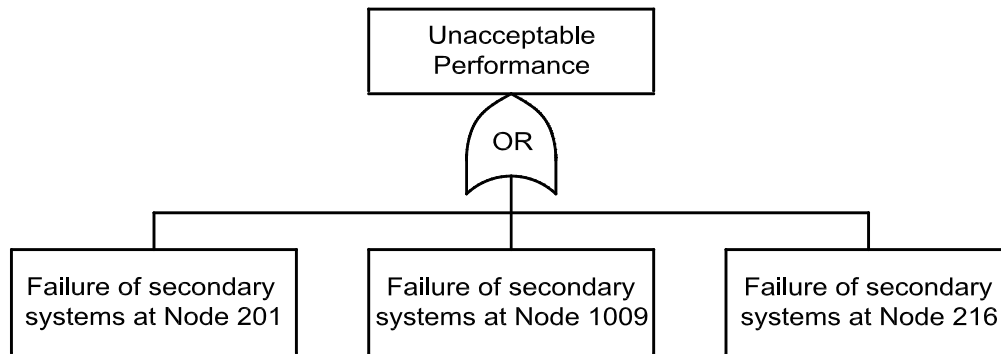 Unacceptable
Performance
OR
Failure of secondary
systems at Node 201
Failure of secondary
systems at Node 1009
Failure of secondary
systems at Node 216